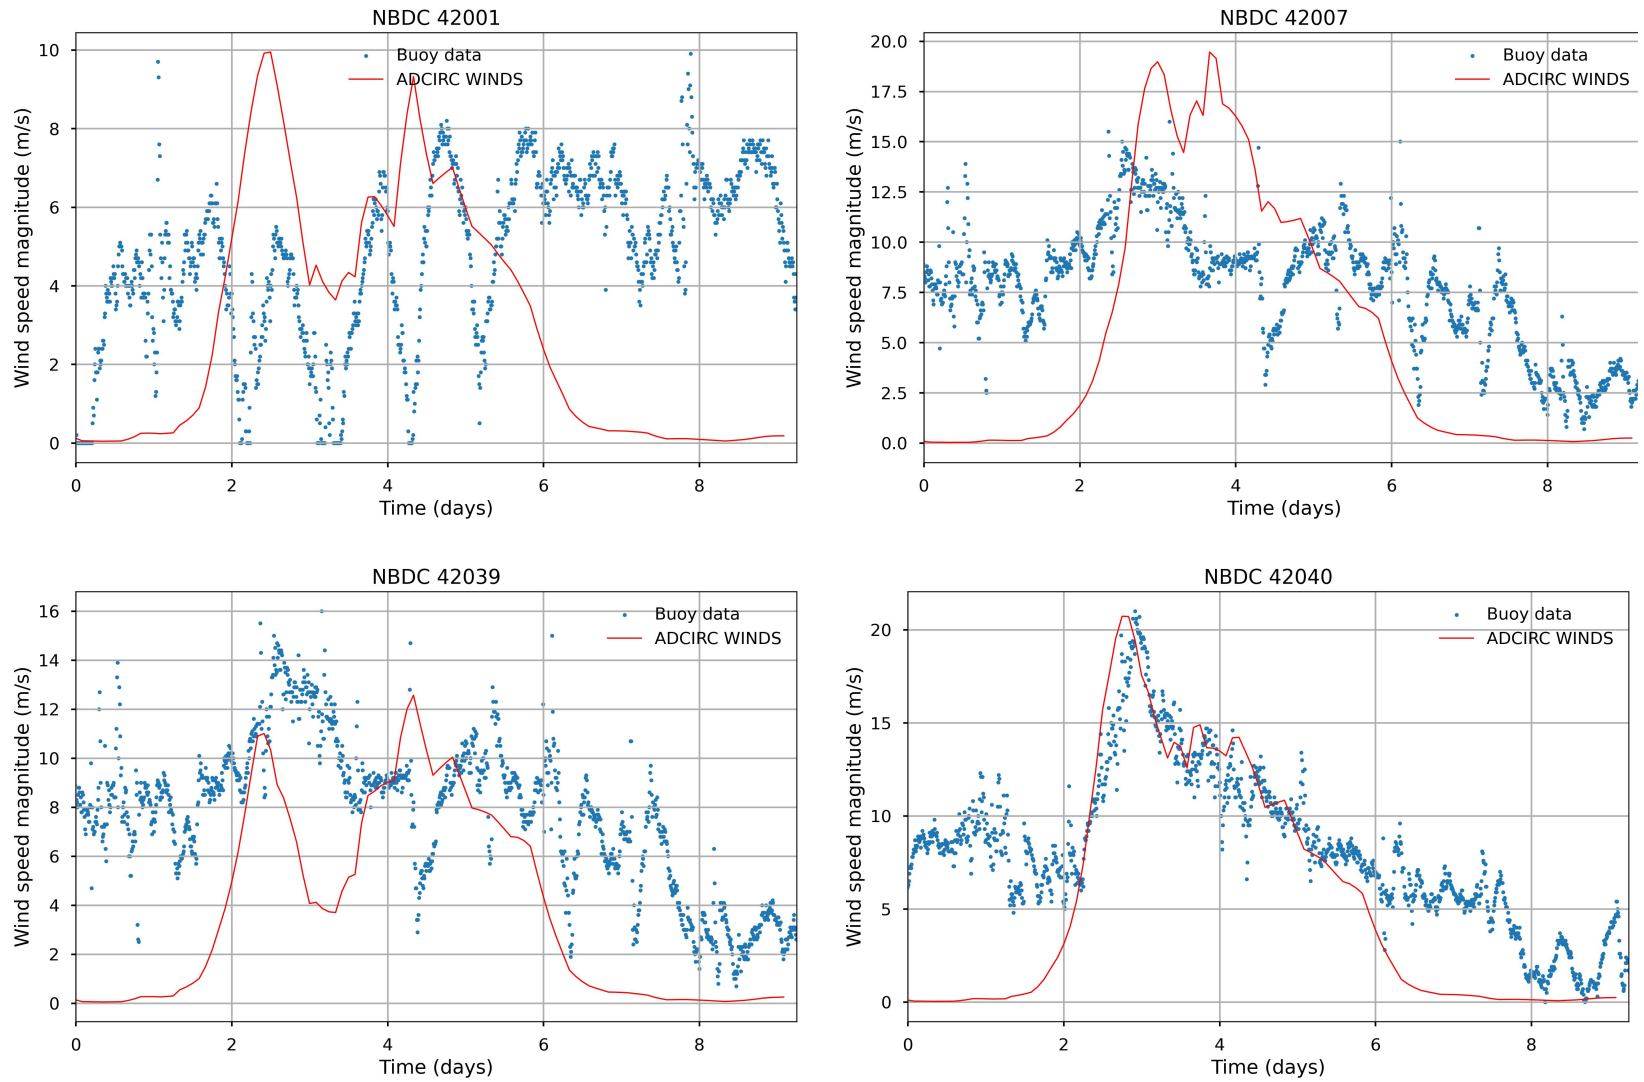 NBDC 42001
Wind speed magnitude (m/s)
10
8
6
4
2
0
Buoy data
ADCIRC WINDS
0 2 4 6 8
Time (days)
NBDC 42007
Wind speed magnitude (m/s)
20.0
17.5
15.0
12.5
10.0
7.5
5.0
2.5
0.0
Buoy data
ADCIRC WINDS
0 2 4 6 8
Time (days)
NBDC 42039
Wind speed magnitude (m/s)
16
14
12
10
8
6
4
2
0
Buoy data
ADCIRC WINDS
0 2 4 6 8
Time (days)
NBDC 42040
Wind speed magnitude (m/s)
20
15
10
5
0
Buoy data
ADCIRC WINDS
0 2 4 6 8
Time (days)